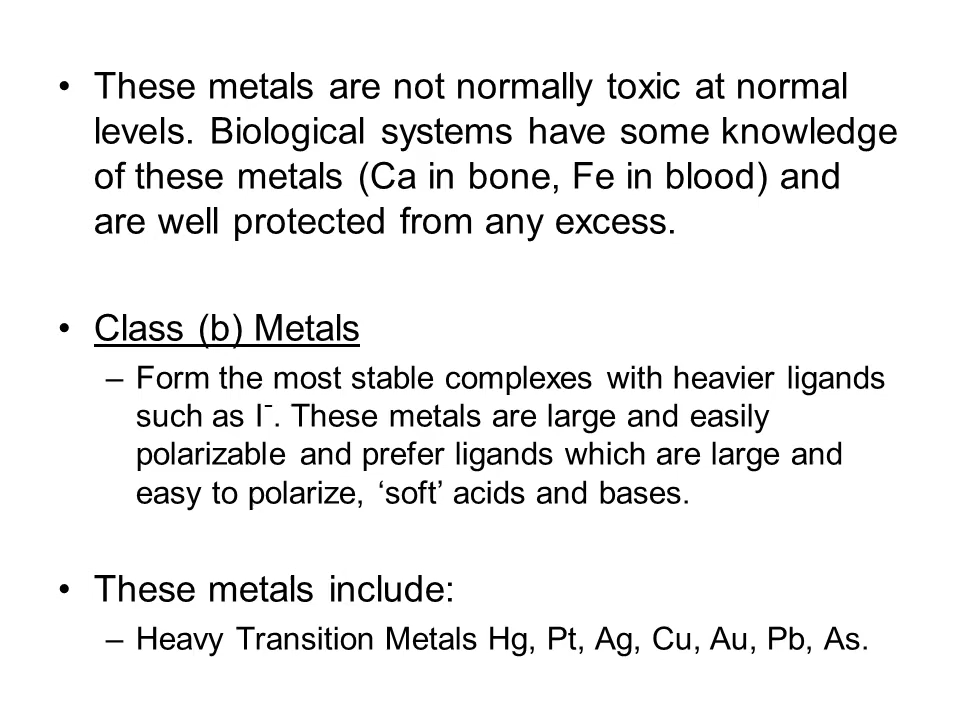 • These metals are not normally toxic at normal
levels. Biological systems have some knowledge
of these metals (Ca in bone, Fe in blood) and
are well protected from any excess.
• Class (b) Metals
– Form the most stable complexes with heavier ligands
such as I⁻. These metals are large and easily
polarizable and prefer ligands which are large and
easy to polarize, ‘soft’ acids and bases.
• These metals include:
– Heavy Transition Metals Hg, Pt, Ag, Cu, Au, Pb, As.